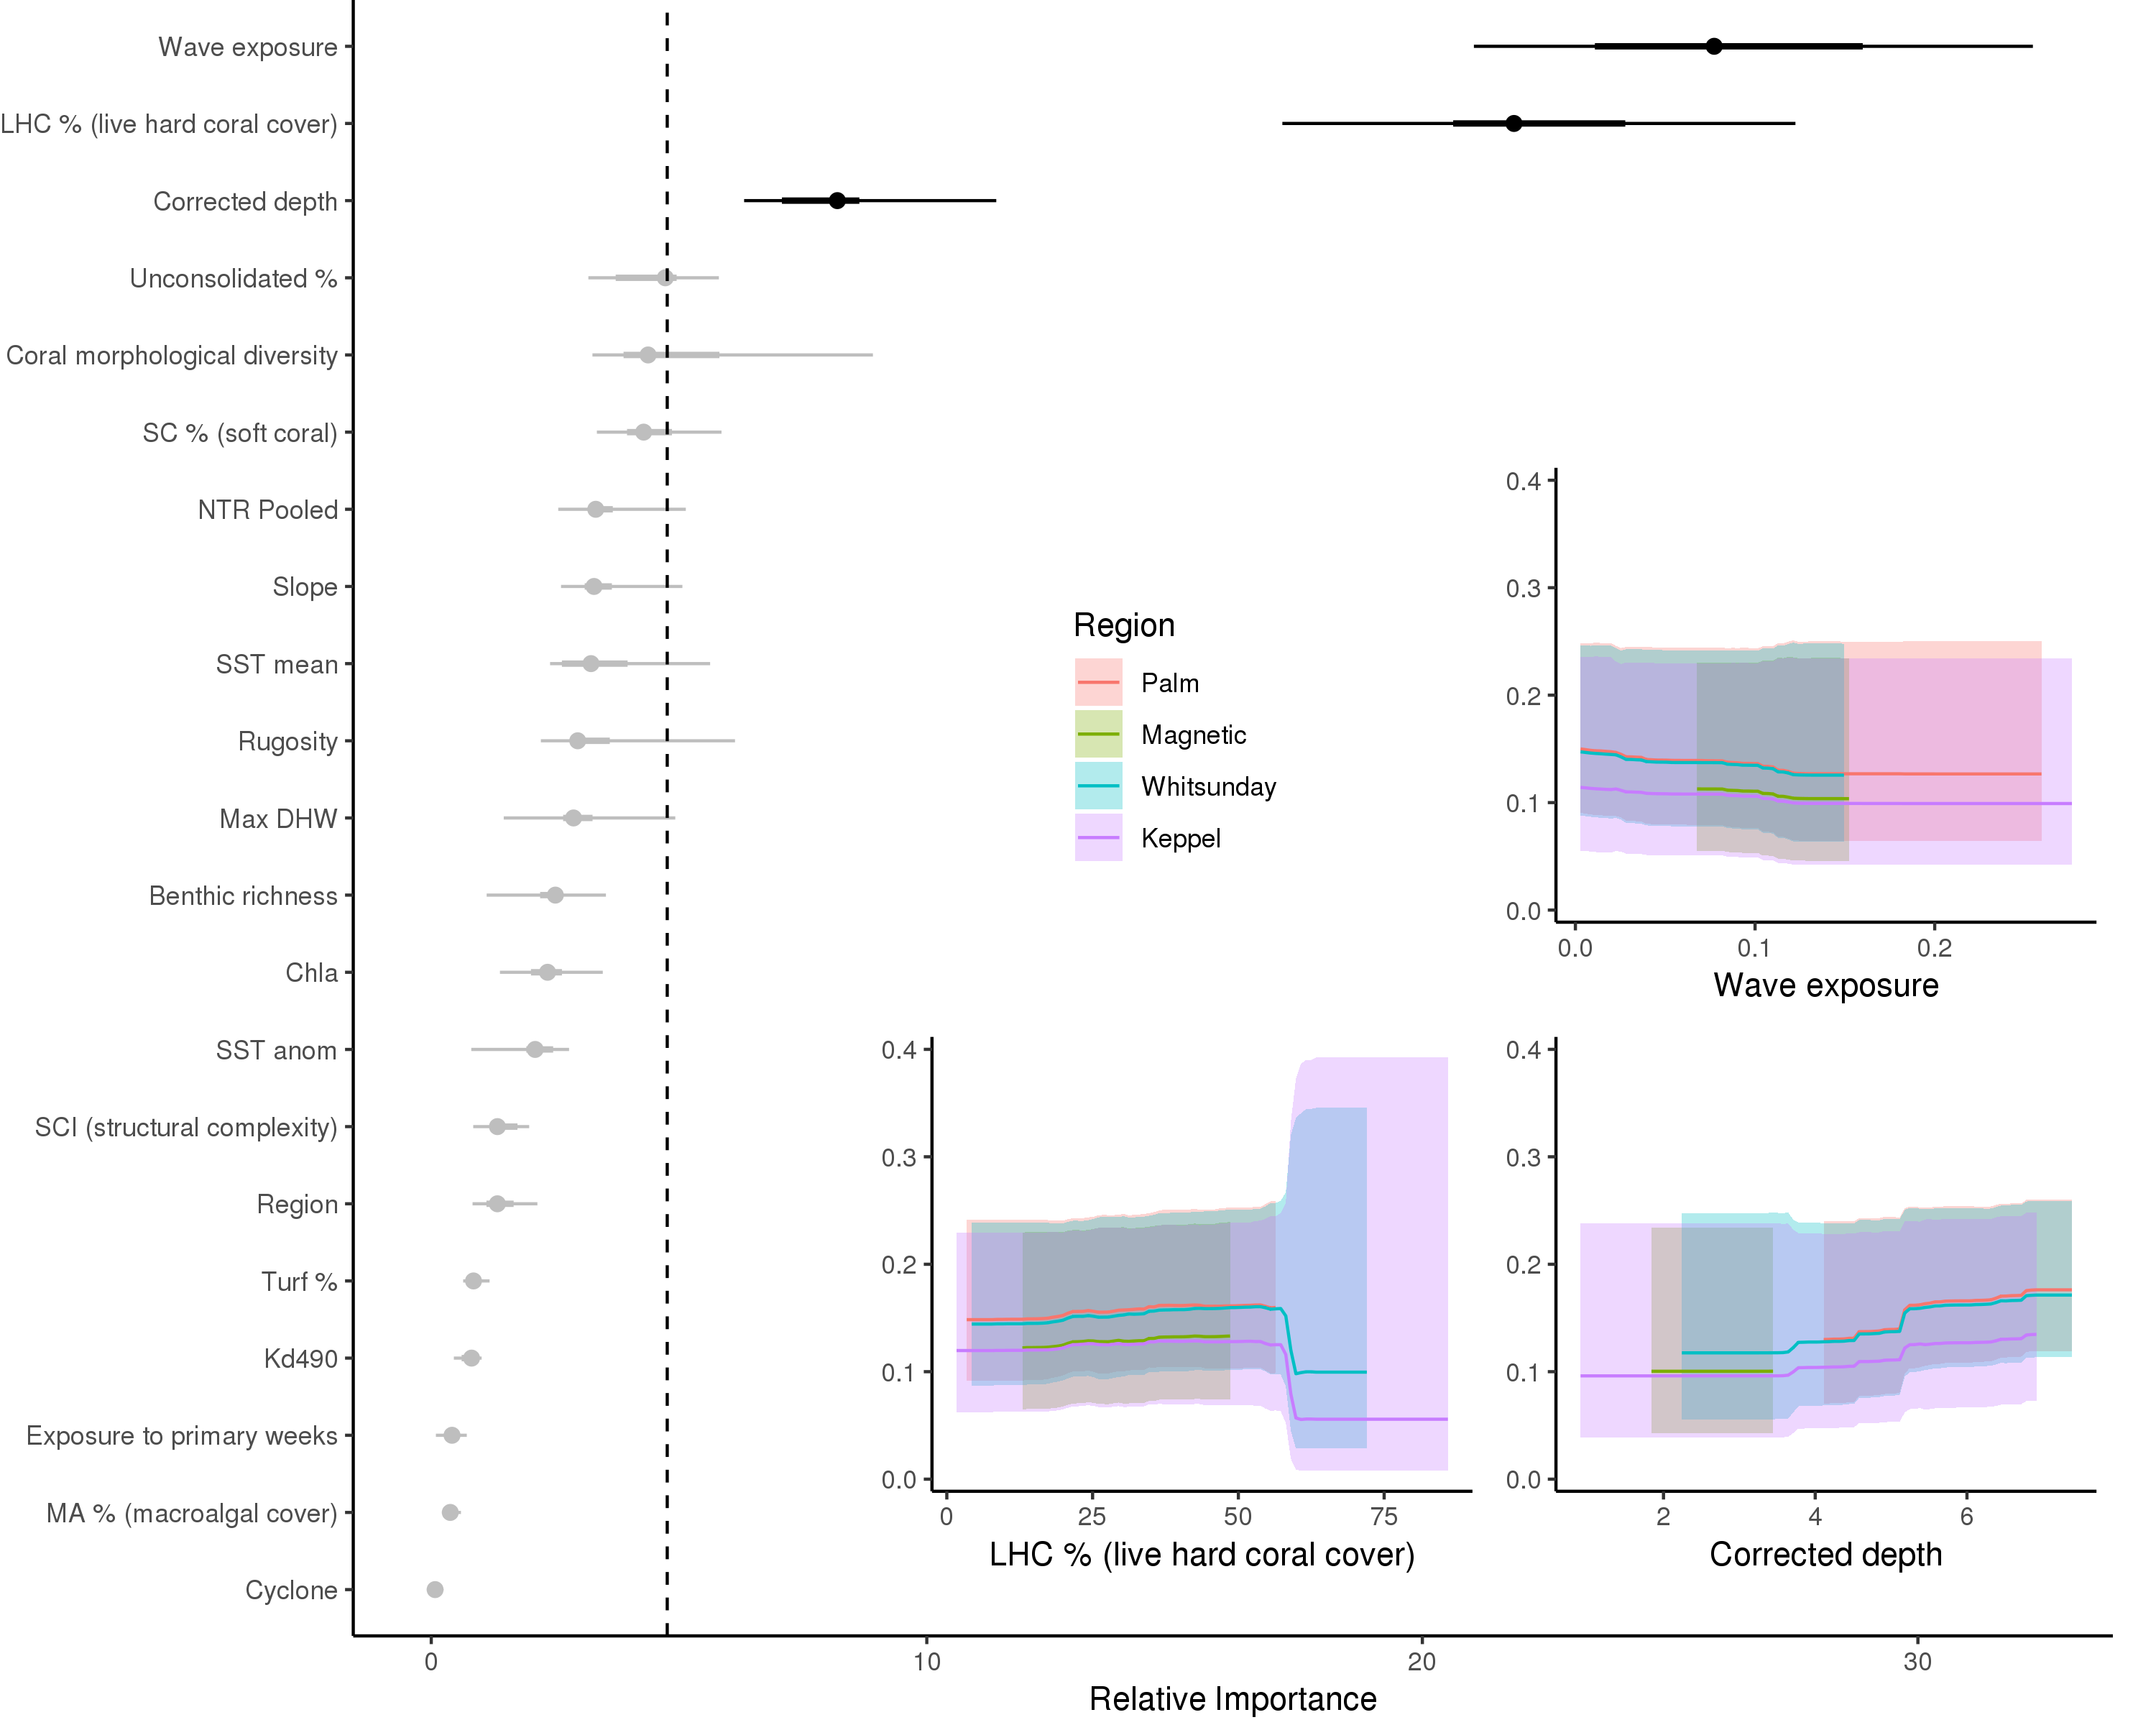 Wave exposure
LHC % (live hard coral cover)
Corrected depth
Unconsolidated %
Coral morphological diversity
SC % (soft coral)
NTR Pooled
Slope
SST mean
Rugosity
Max DHW
Benthic richness
Chla
SST anom
SCI (structural complexity)
Region
Turf %
Kd490
Exposure to primary weeks
MA % (macroalgal cover)
Cyclone
0 10 20 30
Relative Importance
Region
Palm
Magnetic
Whitsunday
Keppel
0.4
0.3
0.2
0.1
0.0
0.0 0.1 0.2
Wave exposure
0.4
0.3
0.2
0.1
0.0
0 25 50 75
LHC % (live hard coral cover)
0.4
0.3
0.2
0.1
0.0
2 4 6
Corrected depth